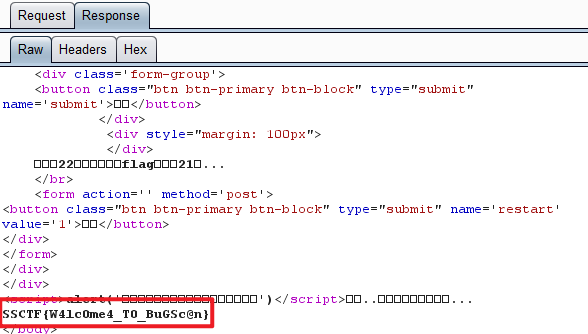 Request Response
Raw Headers Hex
<div class='form-group'>
<button class="btn btn-primary btn-block" type="submit"
name='submit'>□□</button>
</div>
<div style="margin: 100px">
</div>
□□□22□□□□□□flag□□□21□...
</br>
<form action='' method='post'>
<button class="btn btn-primary btn-block" type="submit" name='restart'
value='1'>□□</button>
</div>
</form>
</div>
</div>
<script>alert('□□□□□□□□□□□□□□□□□')</script>□□..□□□□□□□□□...
SSCTF{W4lcOme4_TO_BuGSc@n}
</body>